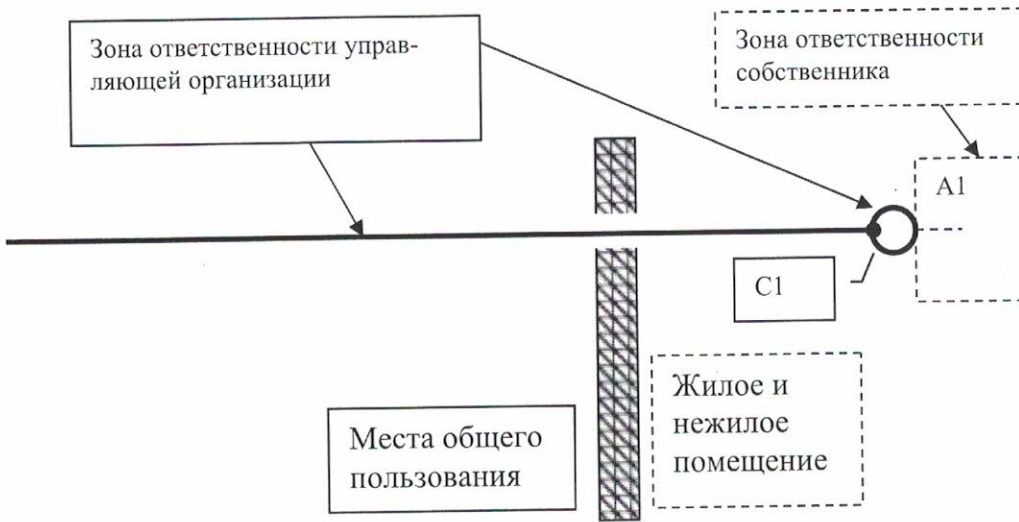 Зона ответственности управ-
ляющей организации
Зона ответственности
собственника
А1
С1
Жилое и
нежилое
помещение
Места общего
пользования